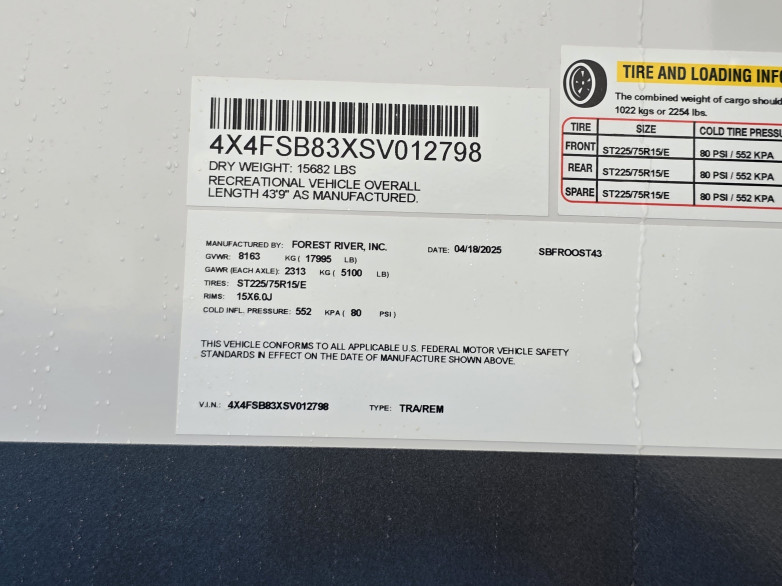 4X4FSB83XSV012798
DRY WEIGHT: 15682 LBS
RECREATIONAL VEHICLE OVERALL
LENGTH 43'9" AS MANUFACTURED.
TIRE AND LOADING INFO
The combined weight of cargo should
1022 kgs or 2254 lbs.
TIRE SIZE COLD TIRE PRESSU
FRONT ST225/75R15/E 80 PSI / 552 KPA
REAR ST225/75R15/E 80 PSI / 552 KPA
SPARE ST225/75R15/E 80 PSI / 552 KPA
MANUFACTURED BY: FOREST RIVER, INC. DATE: 04/18/2025 SBFROOST43
GVWR: 8163 KG ( 17995 LB)
GAWR (EACH AXLE): 2313 KG ( 5100 LB)
TIRES: ST225/75R15/E
RIMS: 15X6.0J
COLD INFL. PRESSURE: 552 KPA ( 80 PSI )
THIS VEHICLE CONFORMS TO ALL APPLICABLE U.S. FEDERAL MOTOR VEHICLE SAFETY
STANDARDS IN EFFECT ON THE DATE OF MANUFACTURE SHOWN ABOVE.
V.I.N.: 4X4FSB83XSV012798 TYPE: TRA/REM